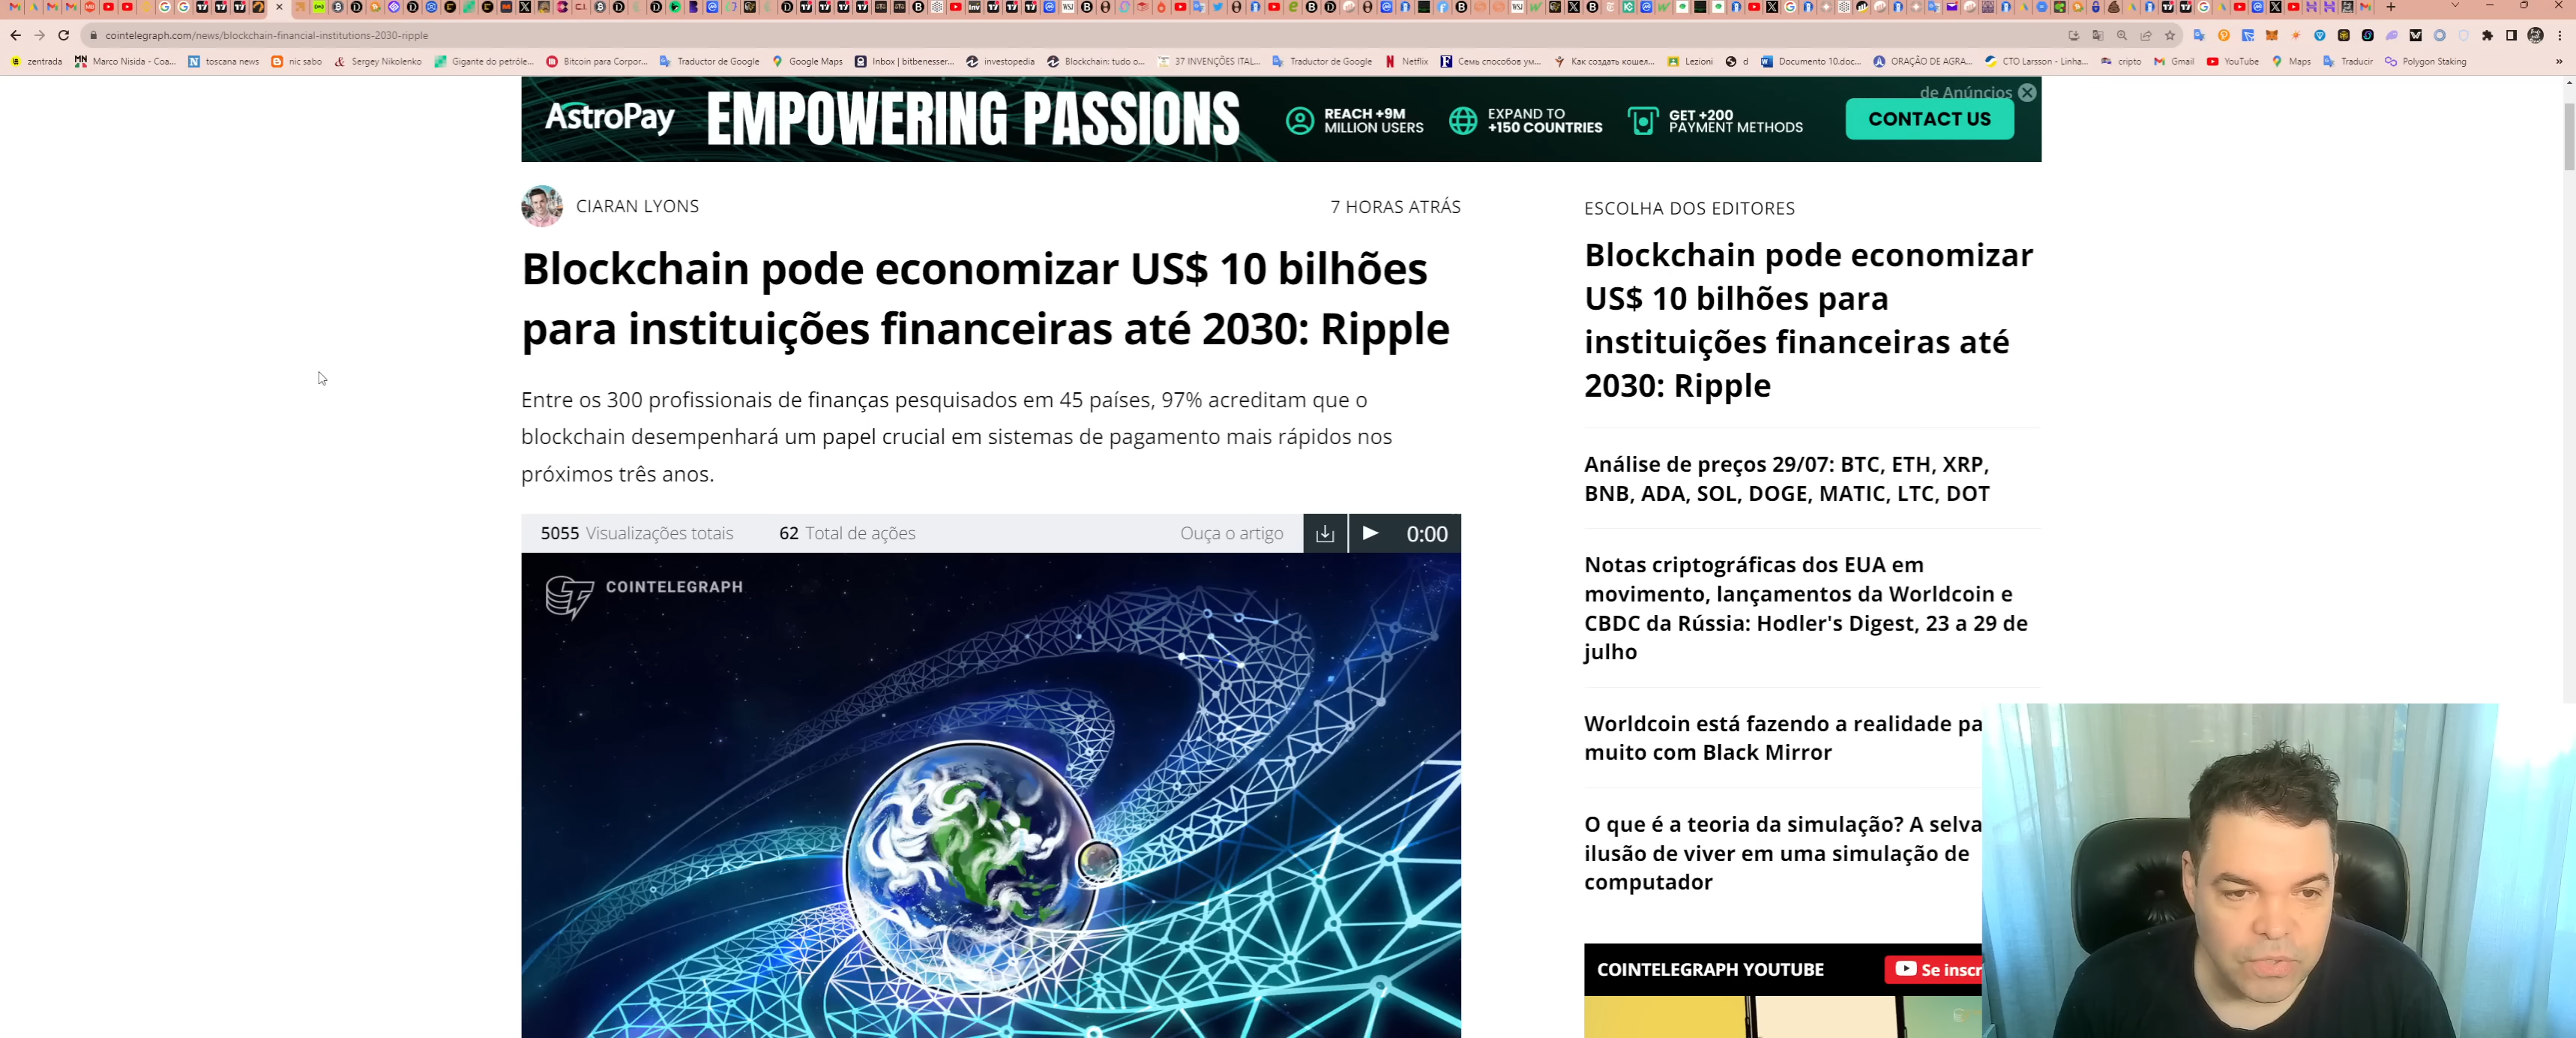 cointelegraph.com/news/blockchain-financial-institutions-2030-ripple
zentrada
Marco Nisida - Coa...
toscana news
nic sabo
Sergey Nikolenko
Gigante do petróle...
Bitcoin para Corpor...
Traductor de Google
Google Maps
Inbox | bitbenesser...
investopedia
Blockchain: tudo o...
37 INVENÇÕES ITAL...
Traductor de Google
Netflix
Семь способов ум...
Как создать кошел...
Lezioni
d
Documento 10.doc...
ORAÇÃO DE AGRA...
CTO Larsson - Linha...
cripto
Gmail
YouTube
Maps
Traducir
Polygon Staking
de Anúncios
AstroPay
EMPOWERING PASSIONS
REACH +9M
MILLION USERS
EXPAND TO
+150 COUNTRIES
GET +200
PAYMENT METHODS
CONTACT US
CIARAN LYONS
7 HORAS ATRÁS
Blockchain pode economizar US$ 10 bilhões
para instituições financeiras até 2030: Ripple
Entre os 300 profissionais de finanças pesquisados em 45 países, 97% acreditam que o
blockchain desempenhará um papel crucial em sistemas de pagamento mais rápidos nos
próximos três anos.
5055 Visualizações totais
62 Total de ações
Ouça o artigo
0:00
COINTELEGRAPH
ESCOLHA DOS EDITORES
Blockchain pode economizar
US$ 10 bilhões para
instituições financeiras até
2030: Ripple
Análise de preços 29/07: BTC, ETH, XRP,
BNB, ADA, SOL, DOGE, MATIC, LTC, DOT
Notas criptográficas dos EUA em
movimento, lançamentos da Worldcoin e
CBDC da Rússia: Hodler's Digest, 23 a 29 de
julho
Worldcoin está fazendo a realidade pa
muito com Black Mirror
O que é a teoria da simulação? A selva
ilusão de viver em uma simulação de
computador
COINTELEGRAPH YOUTUBE
Se inscr